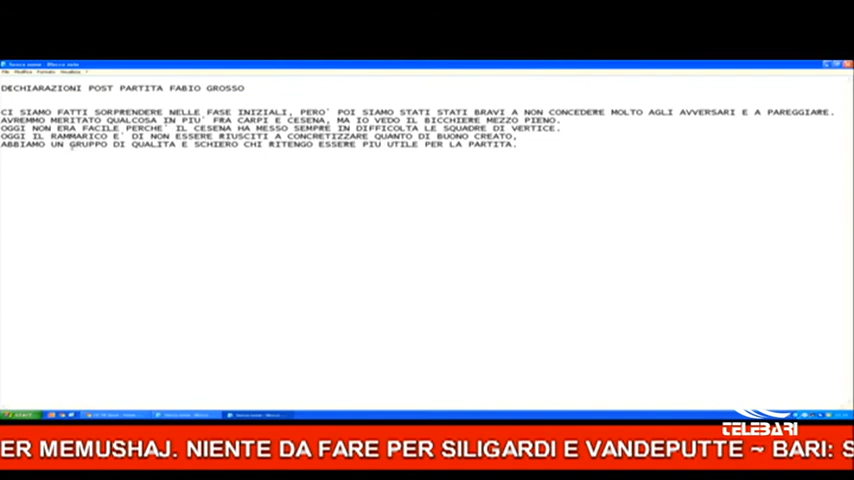 DICHIARAZIONI POST PARTITA FABIO GROSSO
CI SIAMO FATTI SORPRENDERE NELLE FASE INIZIALI, PERO` POI SIAMO STATI STATI BRAVI A NON CONCEDERE MOLTO AGLI AVVERSARI E A PAREGGIARE.
AVREMMO MERITATO QUALCOSA IN PIU` FRA CARPI E CESENA, MA IO VEDO IL BICCHIERE MEZZO PIENO.
OGGI NON ERA FACILE PERCHE` IL CESENA HA MESSO SEMPRE IN DIFFICOLTA LE SQUADRE DI VERTICE.
OGGI IL RAMMARICO E` DI NON ESSERE RIUSCITI A CONCRETIZZARE QUANTO DI BUONO CREATO,
ABBIAMO UN GRUPPO DI QUALITA E SCHIERO CHI RITENGO ESSERE PIU UTILE PER LA PARTITA.
start
TELEBARI
ER MEMUSHAJ. NIENTE DA FARE PER SILIGARDI E VANDEPUTTE ~ BARI: S